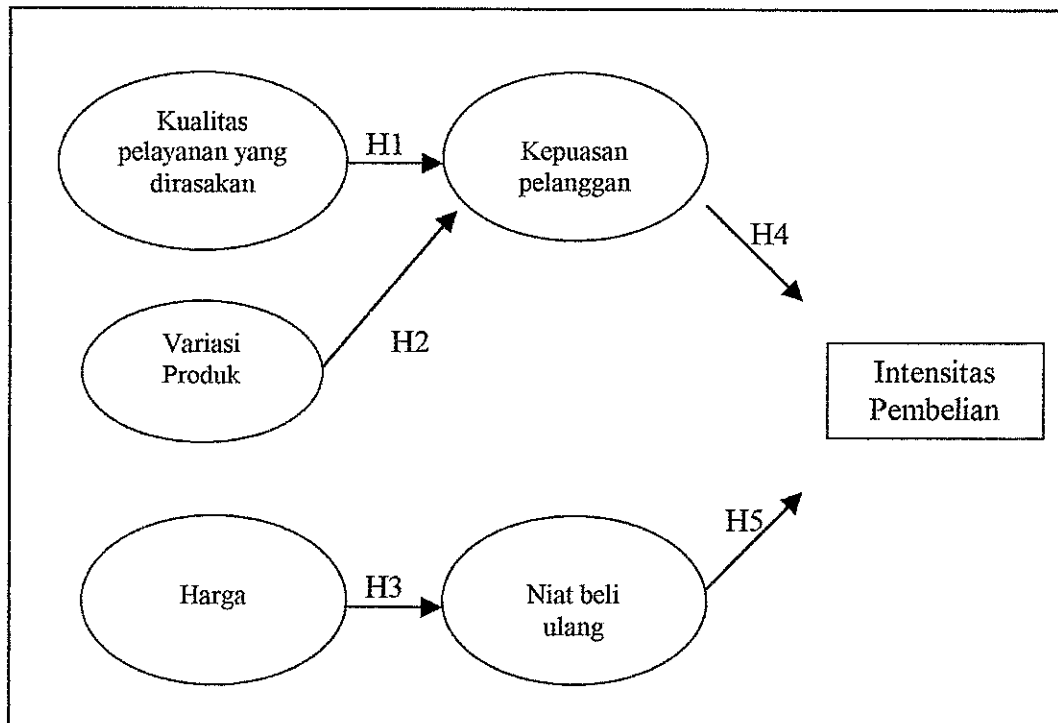 Kualitas
pelayanan yang
dirasakan
H1
Kepuasan
pelanggan
H4
Variasi
Produk
H2
Intensitas
Pembelian
Harga
H3
Niat beli
ulang
H5